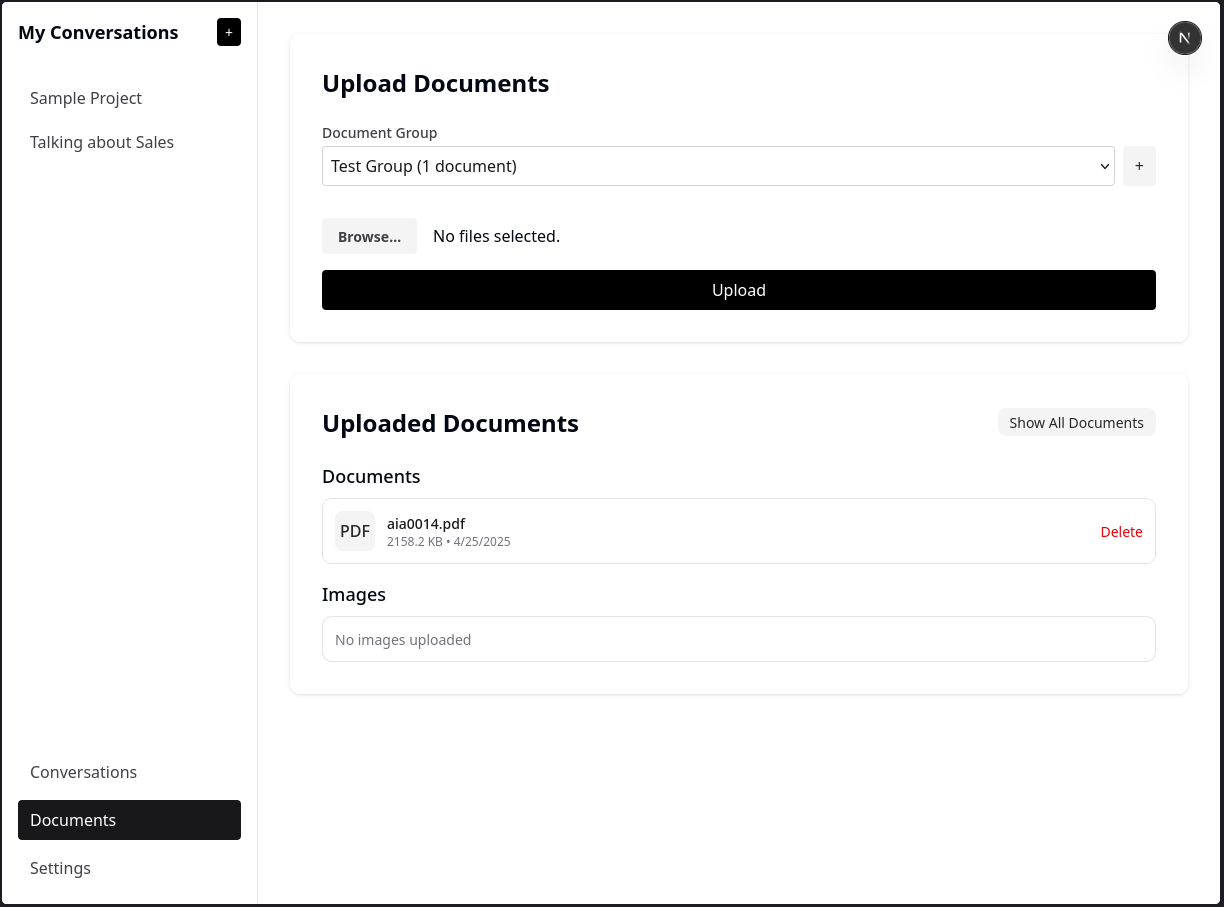 My Conversations
+
Sample Project
Talking about Sales
Conversations
Documents
Settings
N
Upload Documents
Document Group
Test Group (1 document)
+
Browse... No files selected.
Upload
Uploaded Documents
Show All Documents
Documents
PDF
aia0014.pdf
2158.2 KB • 4/25/2025
Delete
Images
No images uploaded